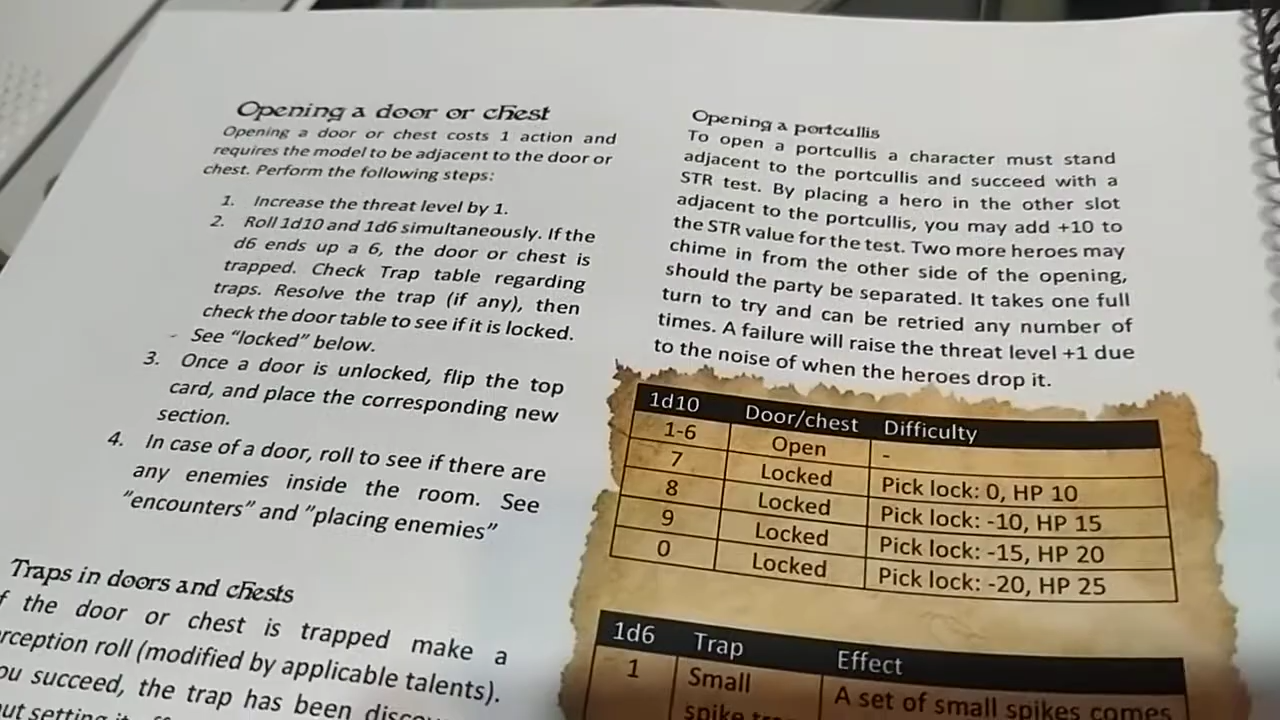 Opening a door or chest
Opening a door or chest costs 1 action and
requires the model to be adjacent to the door or
chest. Perform the following steps:
1. Increase the threat level by 1.
2. Roll 1d10 and 1d6 simultaneously. If the
d6 ends up a 6, the door or chest is
trapped. Check Trap table regarding
traps. Resolve the trap (if any), then
check the door table to see if it is locked.
- See “locked” below.
3. Once a door is unlocked, flip the top
card, and place the corresponding new
section.
4. In case of a door, roll to see if there are
any enemies inside the room. See
”encounters” and ”placing enemies”
Traps in doors and chests
the door or chest is trapped make a
roll (modified by applicable talents).
succeed, the trap has been
Opening a portcullis
To open a portcullis a character must stand
adjacent to the portcullis and succeed with a
STR test. By placing a hero in the other slot
adjacent to the portcullis, you may add +10 to
the STR value for the test. Two more heroes may
chime in from the other side of the opening,
should the party be separated. It takes one full
turn to try and can be retried any number of
times. A failure will raise the threat level +1 due
to the noise of when the heroes drop it.
1d10 Door/chest Difficulty
1-6 Open -
7 Locked Pick lock: 0, HP 10
8 Locked Pick lock: -10, HP 15
9 Locked Pick lock: -15, HP 20
0 Locked Pick lock: -20, HP 25
1d6 Trap Effect
1 Small A set of small spikes comes
spike